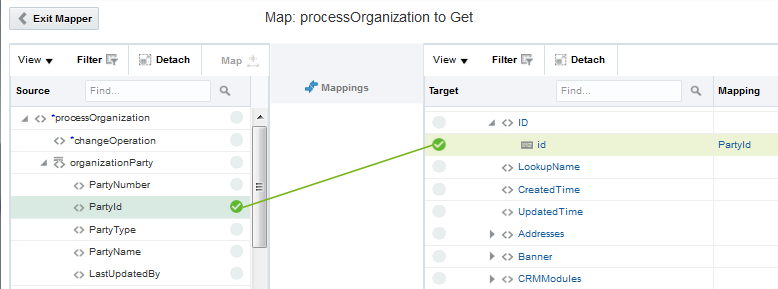 Exit Mapper
Map: processOrganization to Get
View Filter Detach Map
View Filter Detach
Source Find...
Mappings
Target Find... Mapping
*processOrganization
*changeOperation
organizationParty
PartyNumber
PartyId
PartyType
PartyName
LastUpdatedBy
ID
id PartyId
LookupName
CreatedTime
UpdatedTime
Addresses
Banner
CRMModules